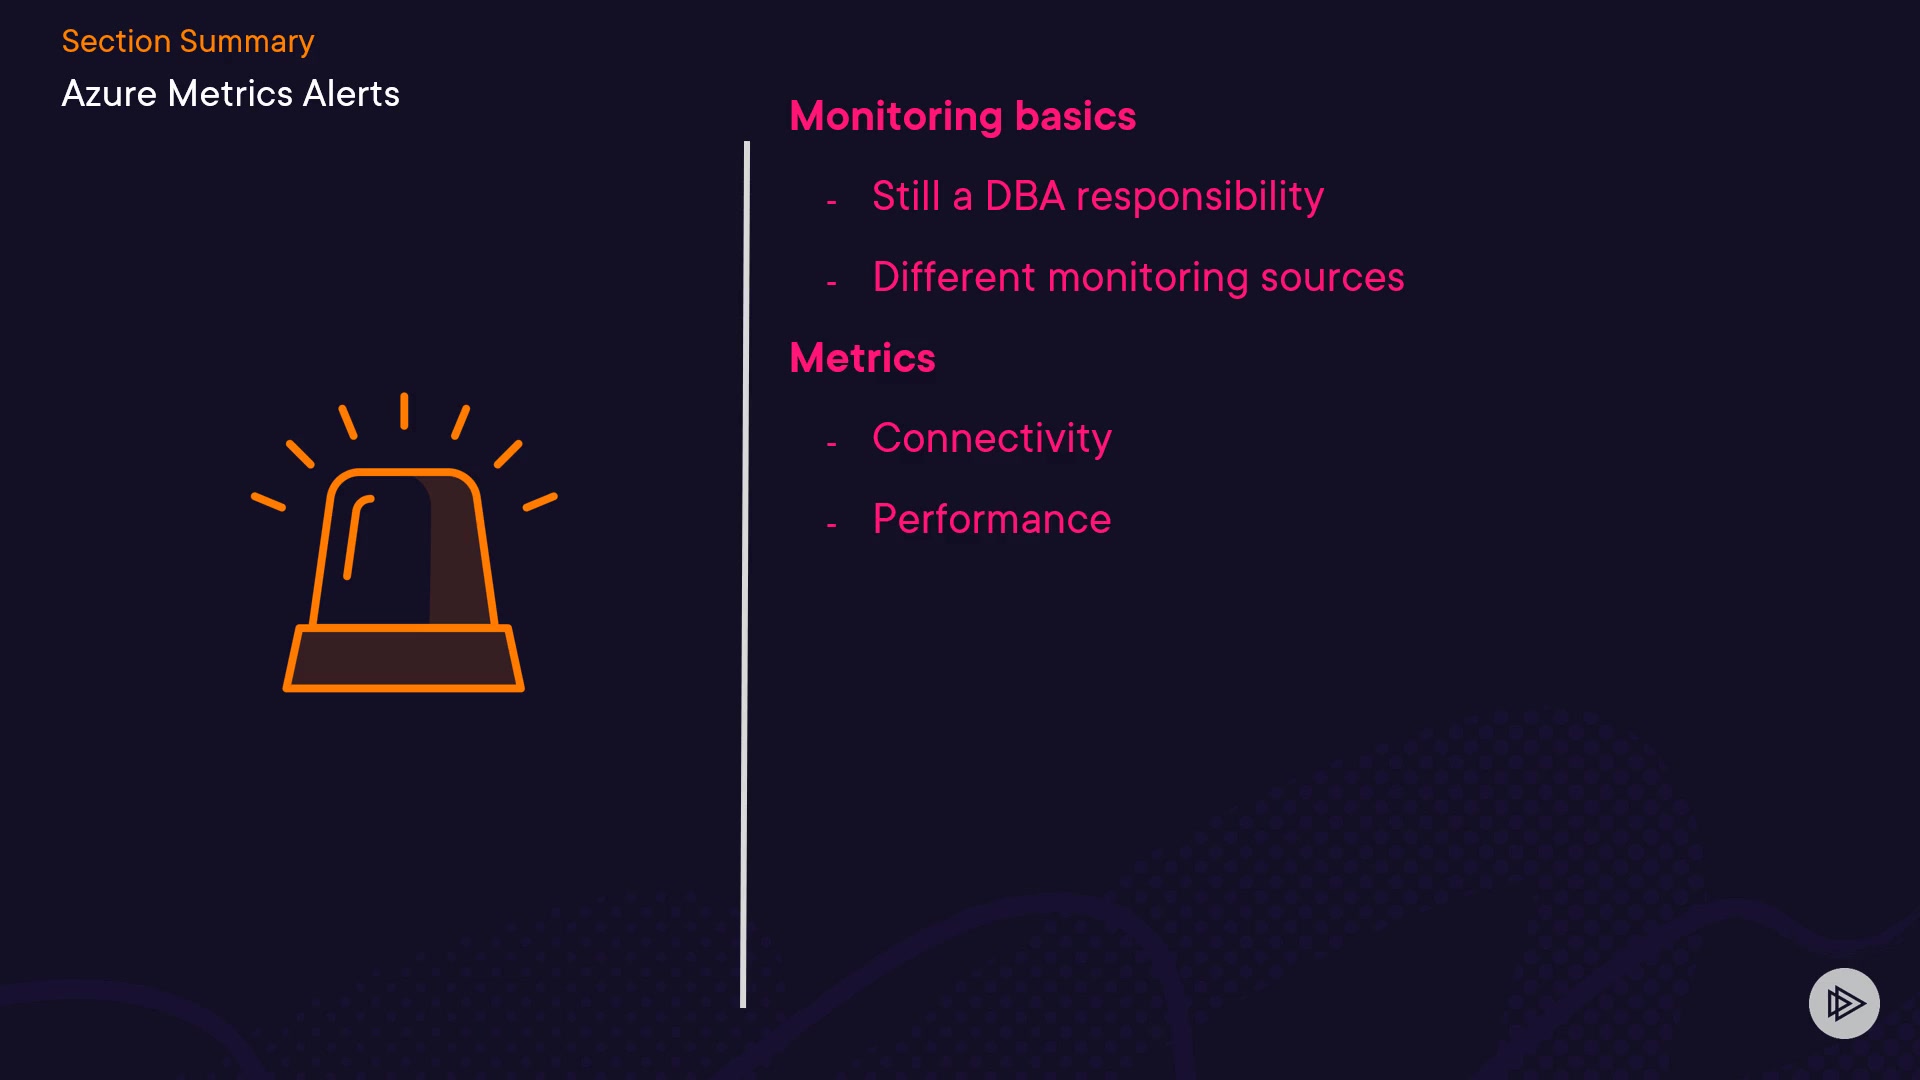 Section Summary
Azure Metrics Alerts
Monitoring basics
- Still a DBA responsibility
- Different monitoring sources
Metrics
- Connectivity
- Performance